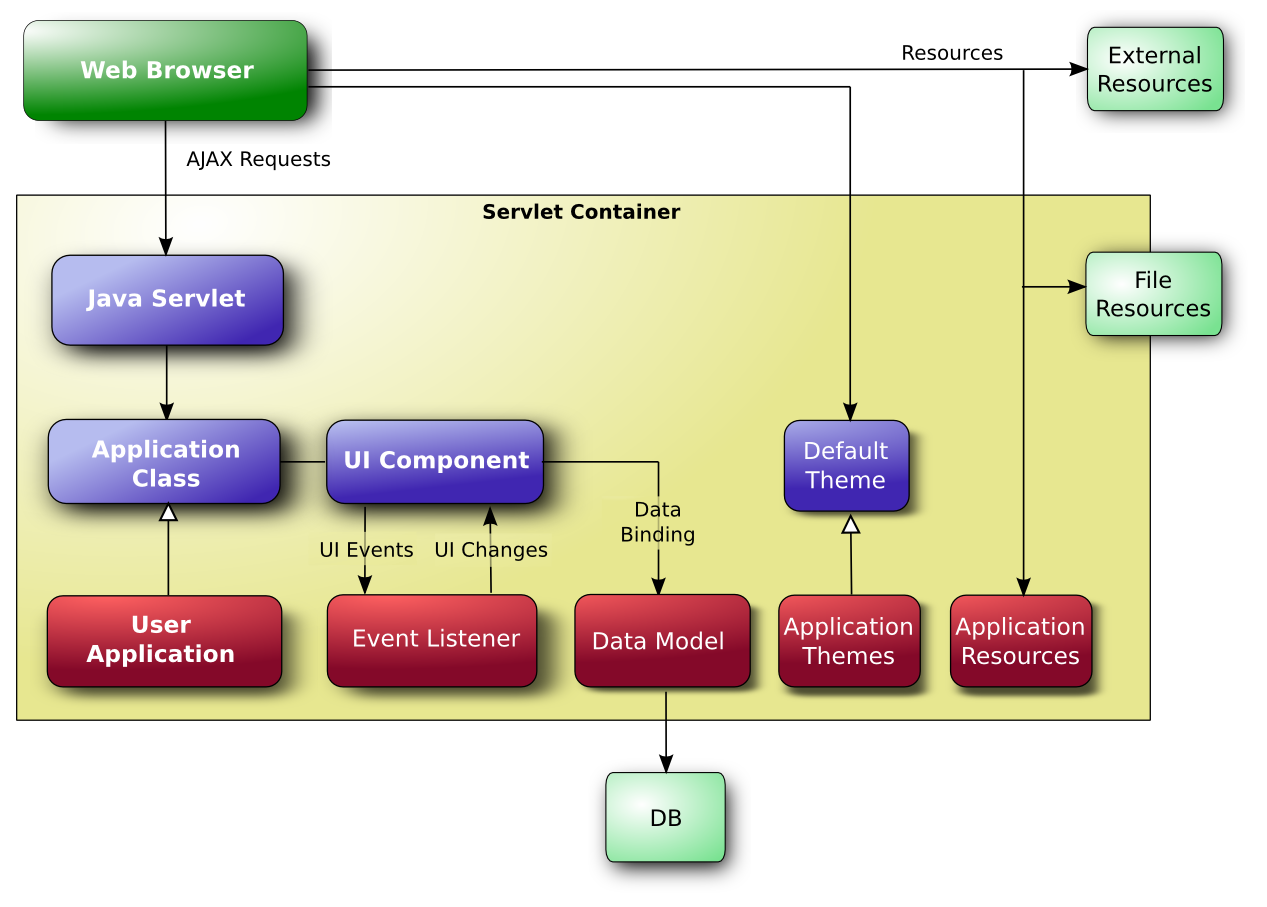 Web Browser
Resources
External
Resources
AJAX Requests
Servlet Container
Java Servlet
File
Resources
Application
Class
UI Component
Default
Theme
Data
Binding
UI Events
UI Changes
User
Application
Event Listener
Data Model
Application
Themes
Application
Resources
DB